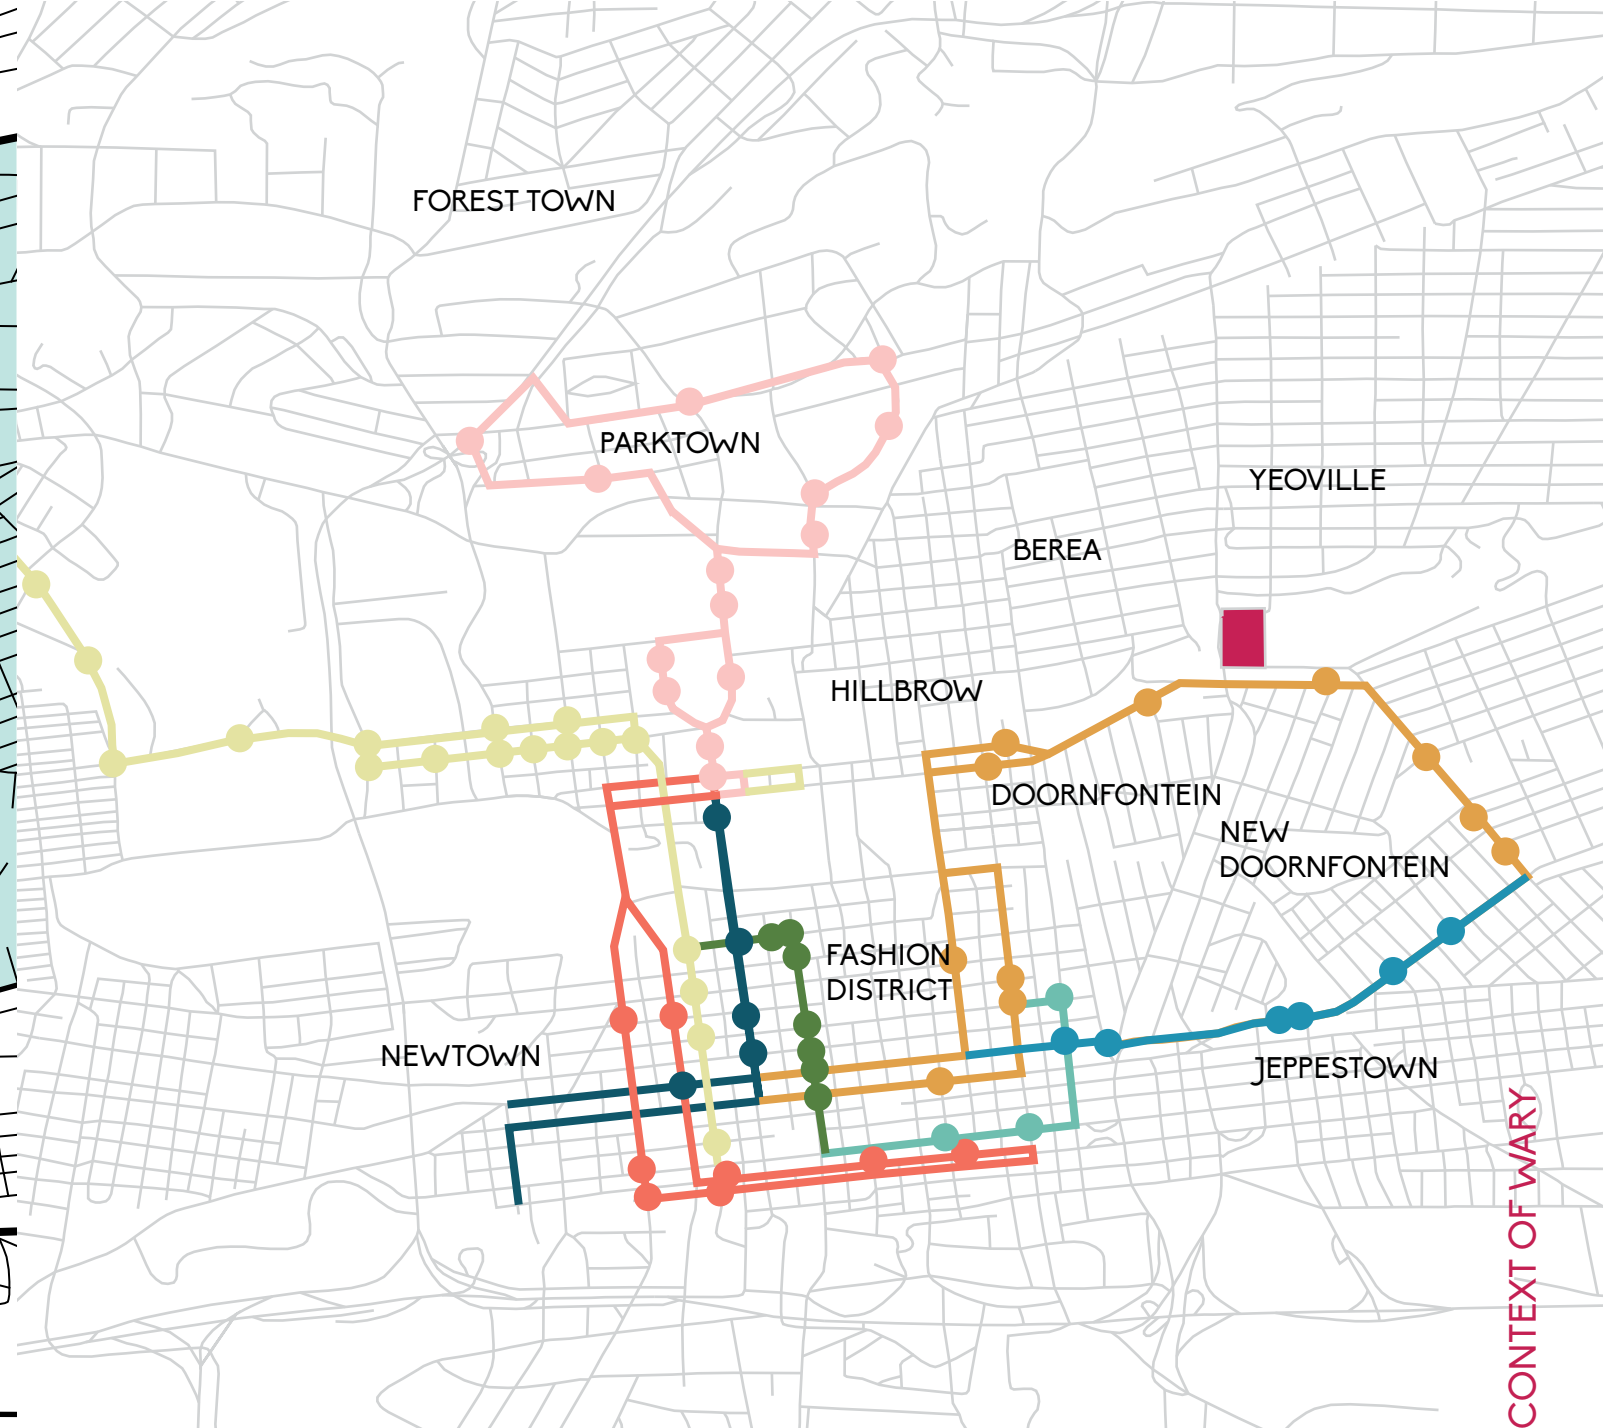 FOREST TOWN
PARKTOWN
YEOVILLE
BEREA
HILLBROW
DOORNFONTEIN
NEW
DOORNFONTEIN
FASHION
DISTRICT
NEWTOWN
JEPPESTOWN
CONTEXT OF WARY